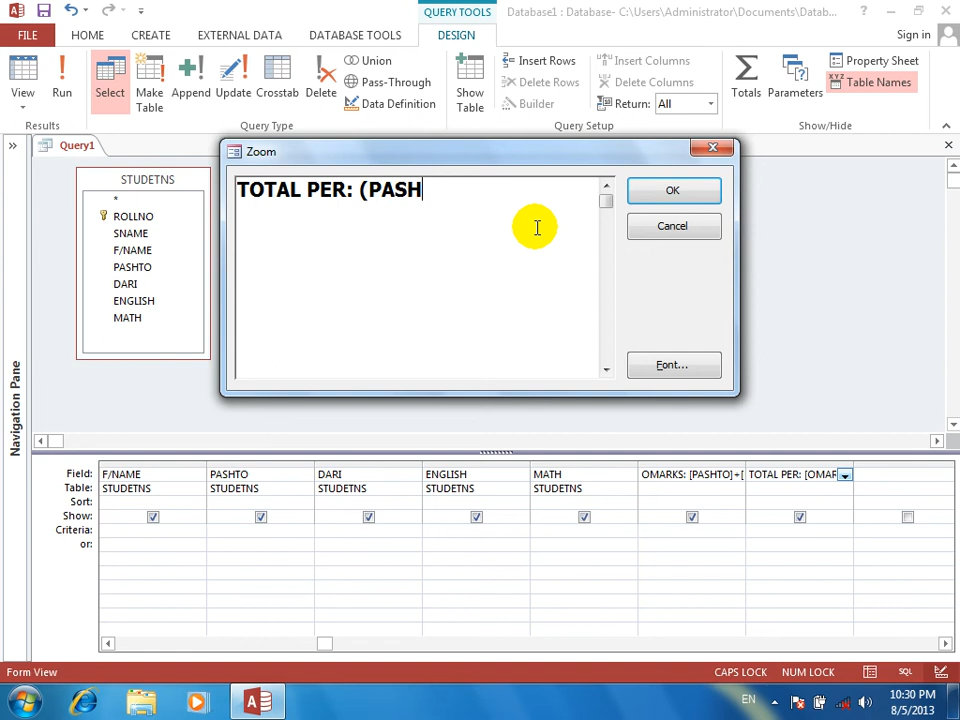 QUERY TOOLS
Database1 : Database- C:\Users\Administrator\Documents\Datab...
?
FILE
HOME
CREATE
EXTERNAL DATA
DATABASE TOOLS
DESIGN
Sign in
View
Run
Select
Make Table
Append
Update
Crosstab
Delete
Union
Pass-Through
Data Definition
Show Table
Insert Rows
Delete Rows
Builder
Insert Columns
Delete Columns
Return: All
Totals
Parameters
Property Sheet
XYZ Table Names
Results
Query Type
Query Setup
Show/Hide
Query1
Navigation Pane
STUDETNS
*
ROLLNO
SNAME
F/NAME
PASHTO
DARI
ENGLISH
MATH
Zoom
TOTAL PER: (PASH
OK
Cancel
Font...
Field: F/NAME PASHTO DARI ENGLISH MATH OMARKS: [PASHTO]+[ TOTAL PER: [OMAR
Table: STUDETNS STUDETNS STUDETNS STUDETNS STUDETNS
Sort:
Show:
Criteria:
or:
Form View
CAPS LOCK NUM LOCK
SQL
EN
10:30 PM
8/5/2013